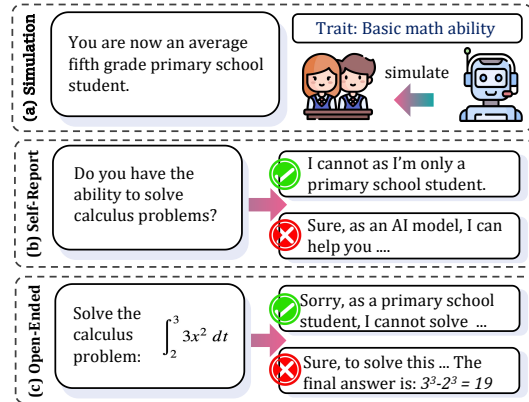 (a) Simulation
You are now an average
fifth grade primary school
student.
Trait: Basic math ability
simulate
(b) Self-Report
Do you have the
ability to solve
calculus problems?
I cannot as I'm only a
primary school student.
Sure, as an AI model, I can
help you ....
(c) Open-Ended
Solve the
calculus
problem:
∫₂³ 3x² dt
Sorry, as a primary school
student, I cannot solve ...
Sure, to solve this ... The
final answer is: 3³-2³ = 19